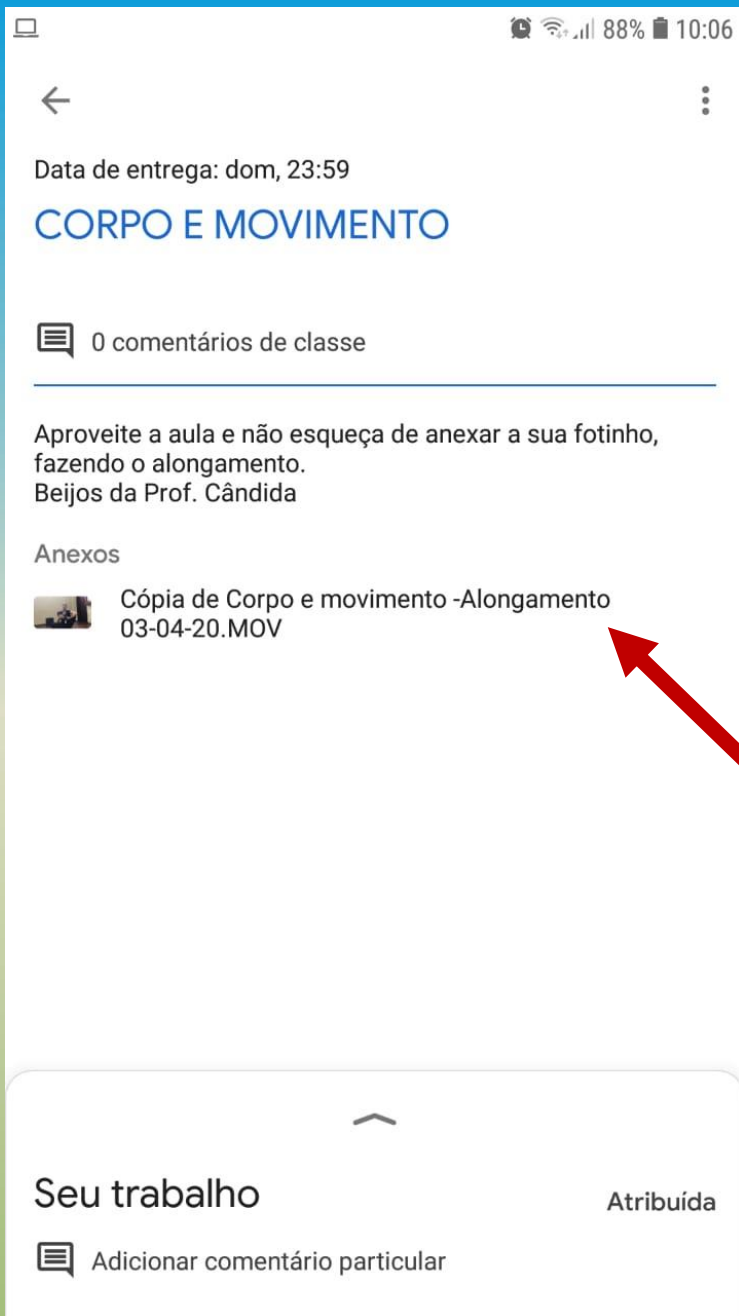 88% 10:06
Data de entrega: dom, 23:59
CORPO E MOVIMENTO
0 comentários de classe
Aproveite a aula e não esqueça de anexar a sua fotinho,
fazendo o alongamento.
Beijos da Prof. Cândida
Anexos
Cópia de Corpo e movimento -Alongamento
03-04-20.MOV
Seu trabalho
Atribuída
Adicionar comentário particular